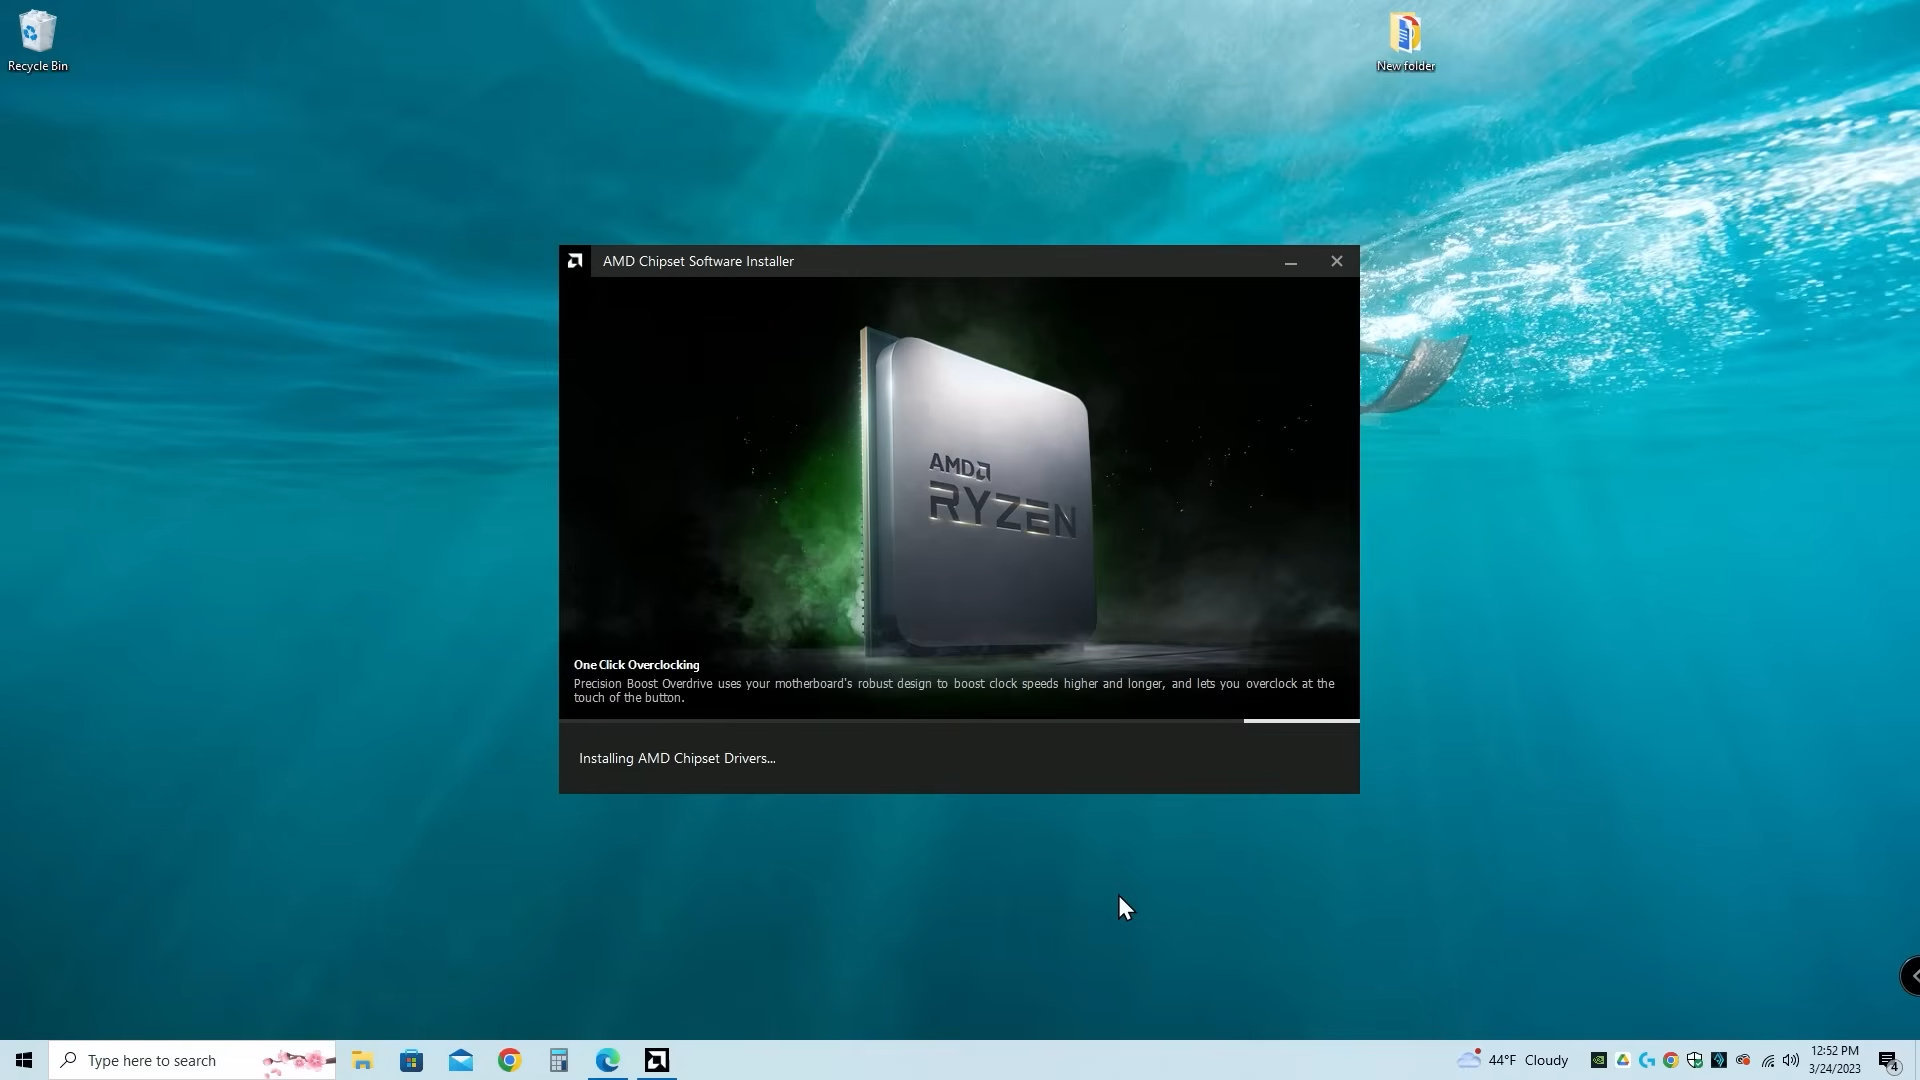 Recycle Bin
New folder
AMD Chipset Software Installer
AMD
RYZEN
One Click Overclocking
Precision Boost Overdrive uses your motherboard's robust design to boost clock speeds higher and longer, and lets you overclock at the
touch of the button.
Installing AMD Chipset Drivers...
Type here to search
44°F Cloudy
12:52 PM
3/24/2023
4